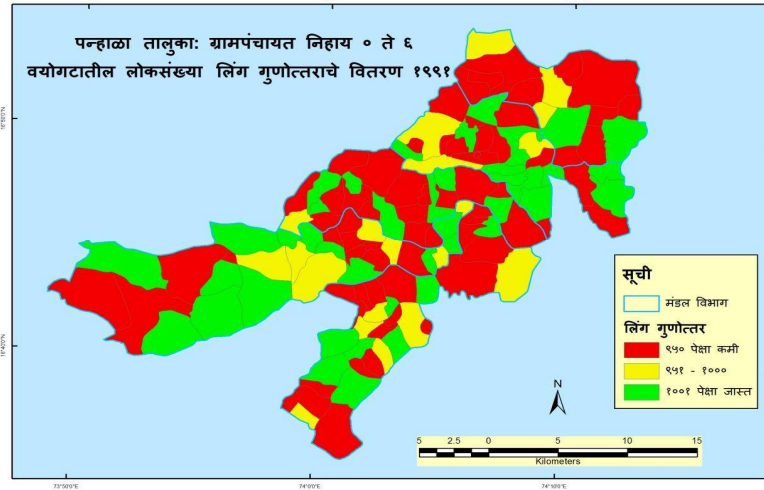 पन्हाळा तालुका: ग्रामपंचायत निहाय ० ते ६
वयोगटातील लोकसंख्या लिंग गुणोत्तराचे वितरण १९९१
सूची
मंडल विभाग
लिंग गुणोत्तर
९५० पेक्षा कमी
९५१ - १०००
१००१ पेक्षा जास्त
N
5 2.5 0 5 10 15
Kilometers
73°50'0"E 74°0'0"E 74°10'0"E